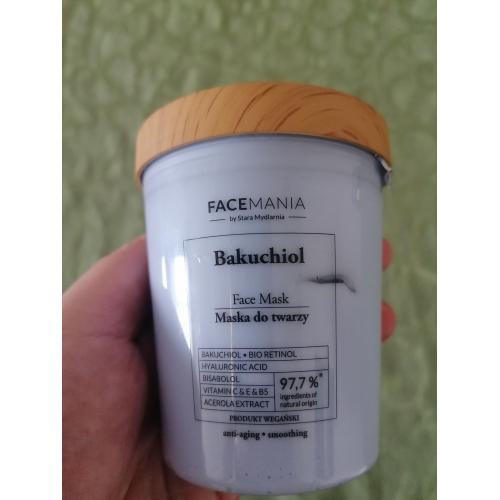 FACEMANIA
by Stara Mydlarnia
Bakuchiol
Face Mask
Maska do twarzy
BAKUCHIOL • BIO RETINOL
HYALURONIC ACID
BISABOLOL
VITAMIN C & E & B5
ACEROLA EXTRACT
97,7 %*
ingredients of
natural origin
PRODUKT WEGAŃSKI
anti-aging • smoothing